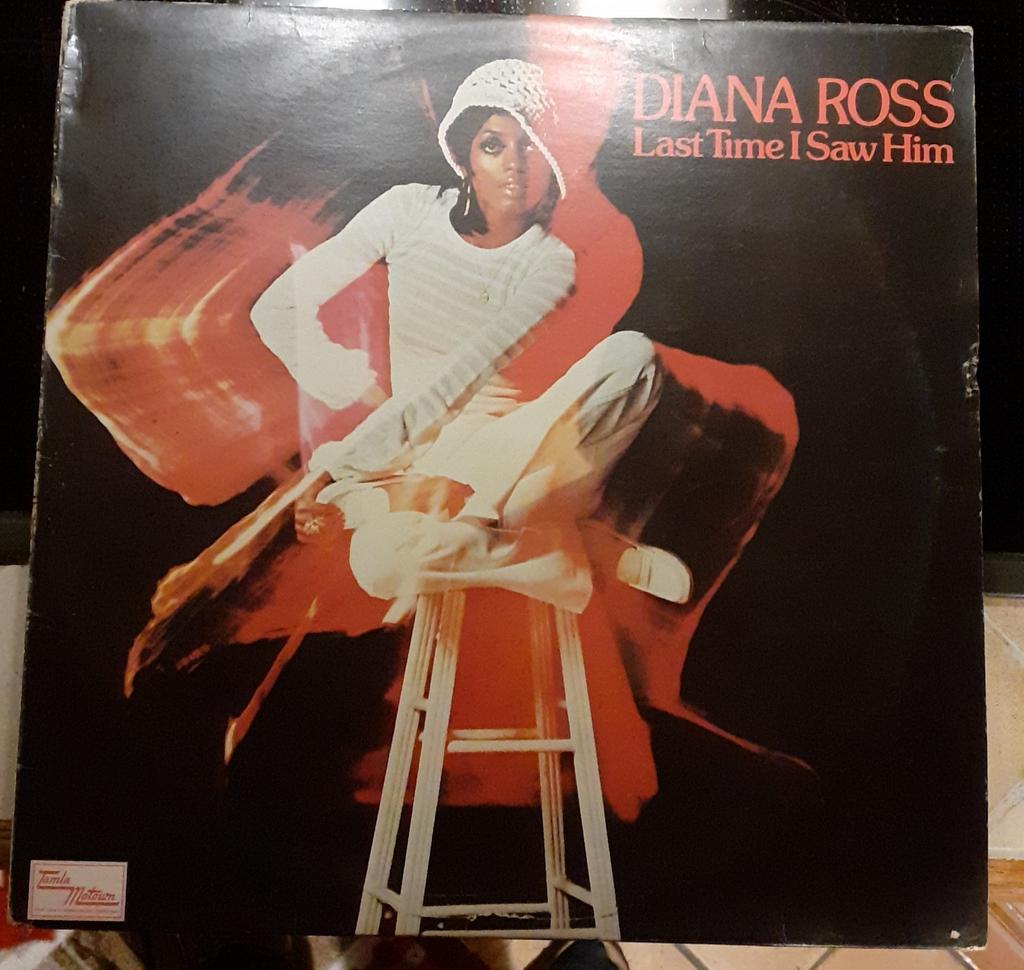 DIANA ROSS
Last Time I Saw Him
Tamla
Motown